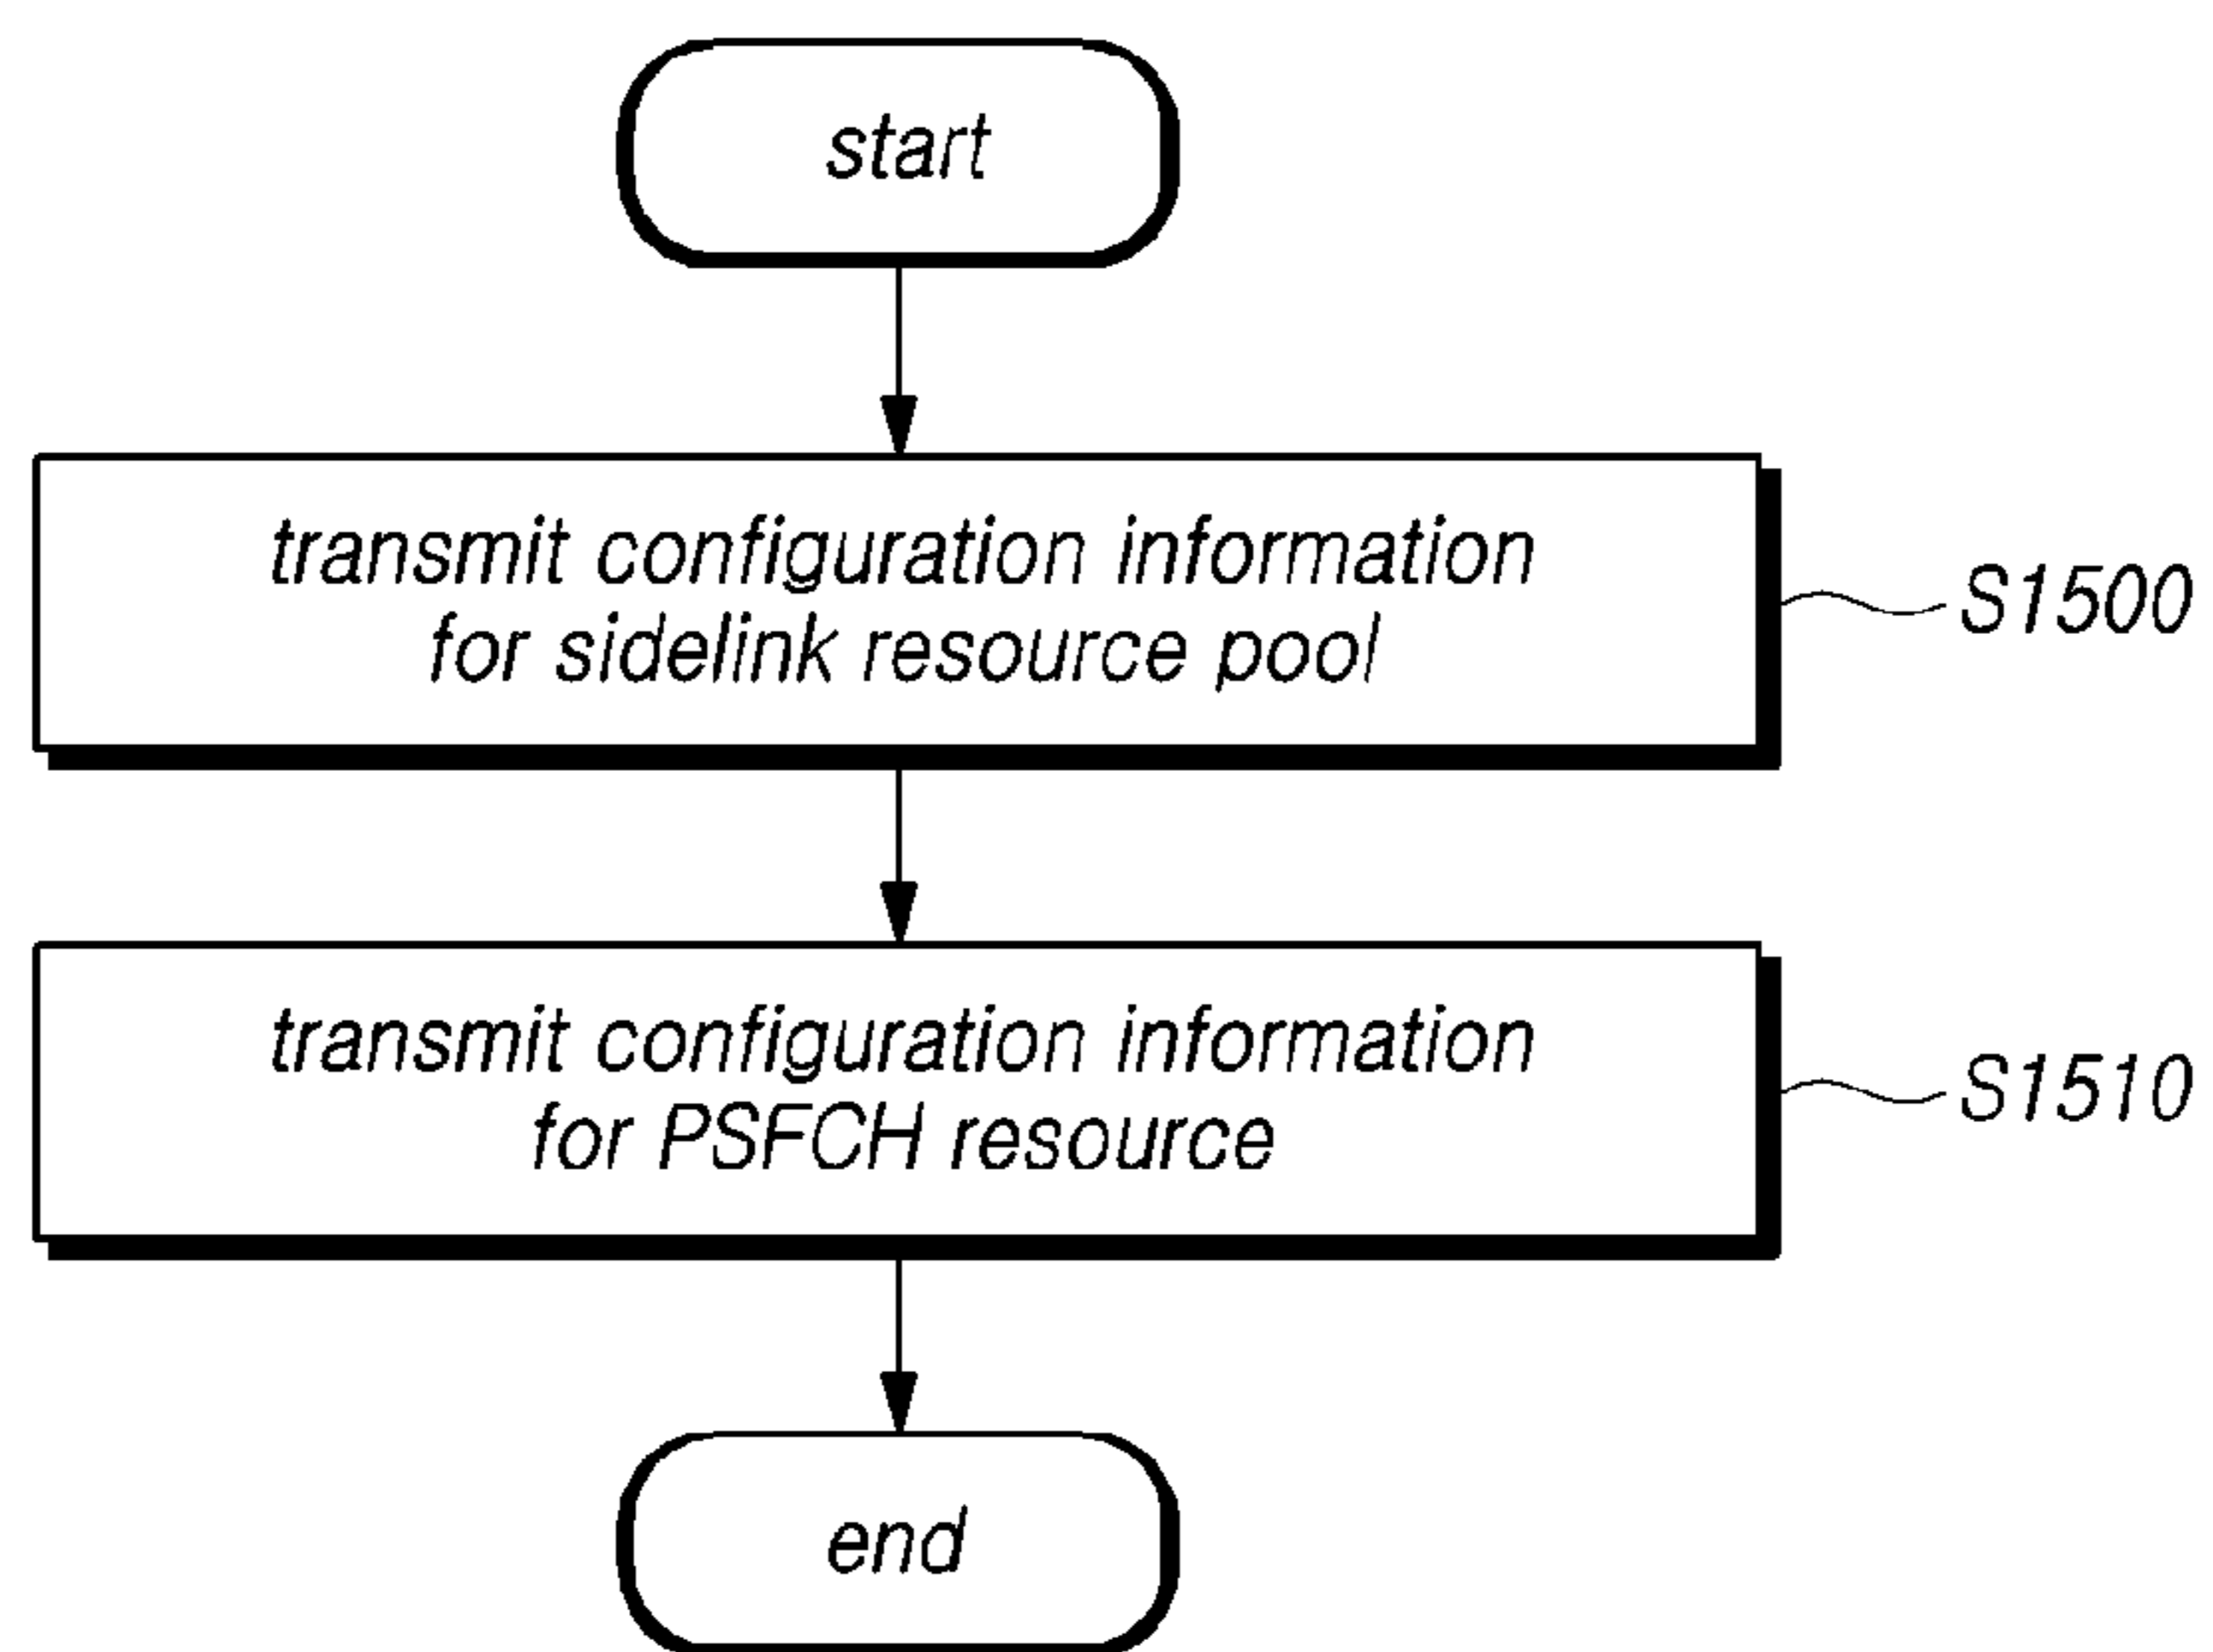 start
transmit configuration information
for sidelink resource pool
S1500
transmit configuration information
for PSFCH resource
S1510
end